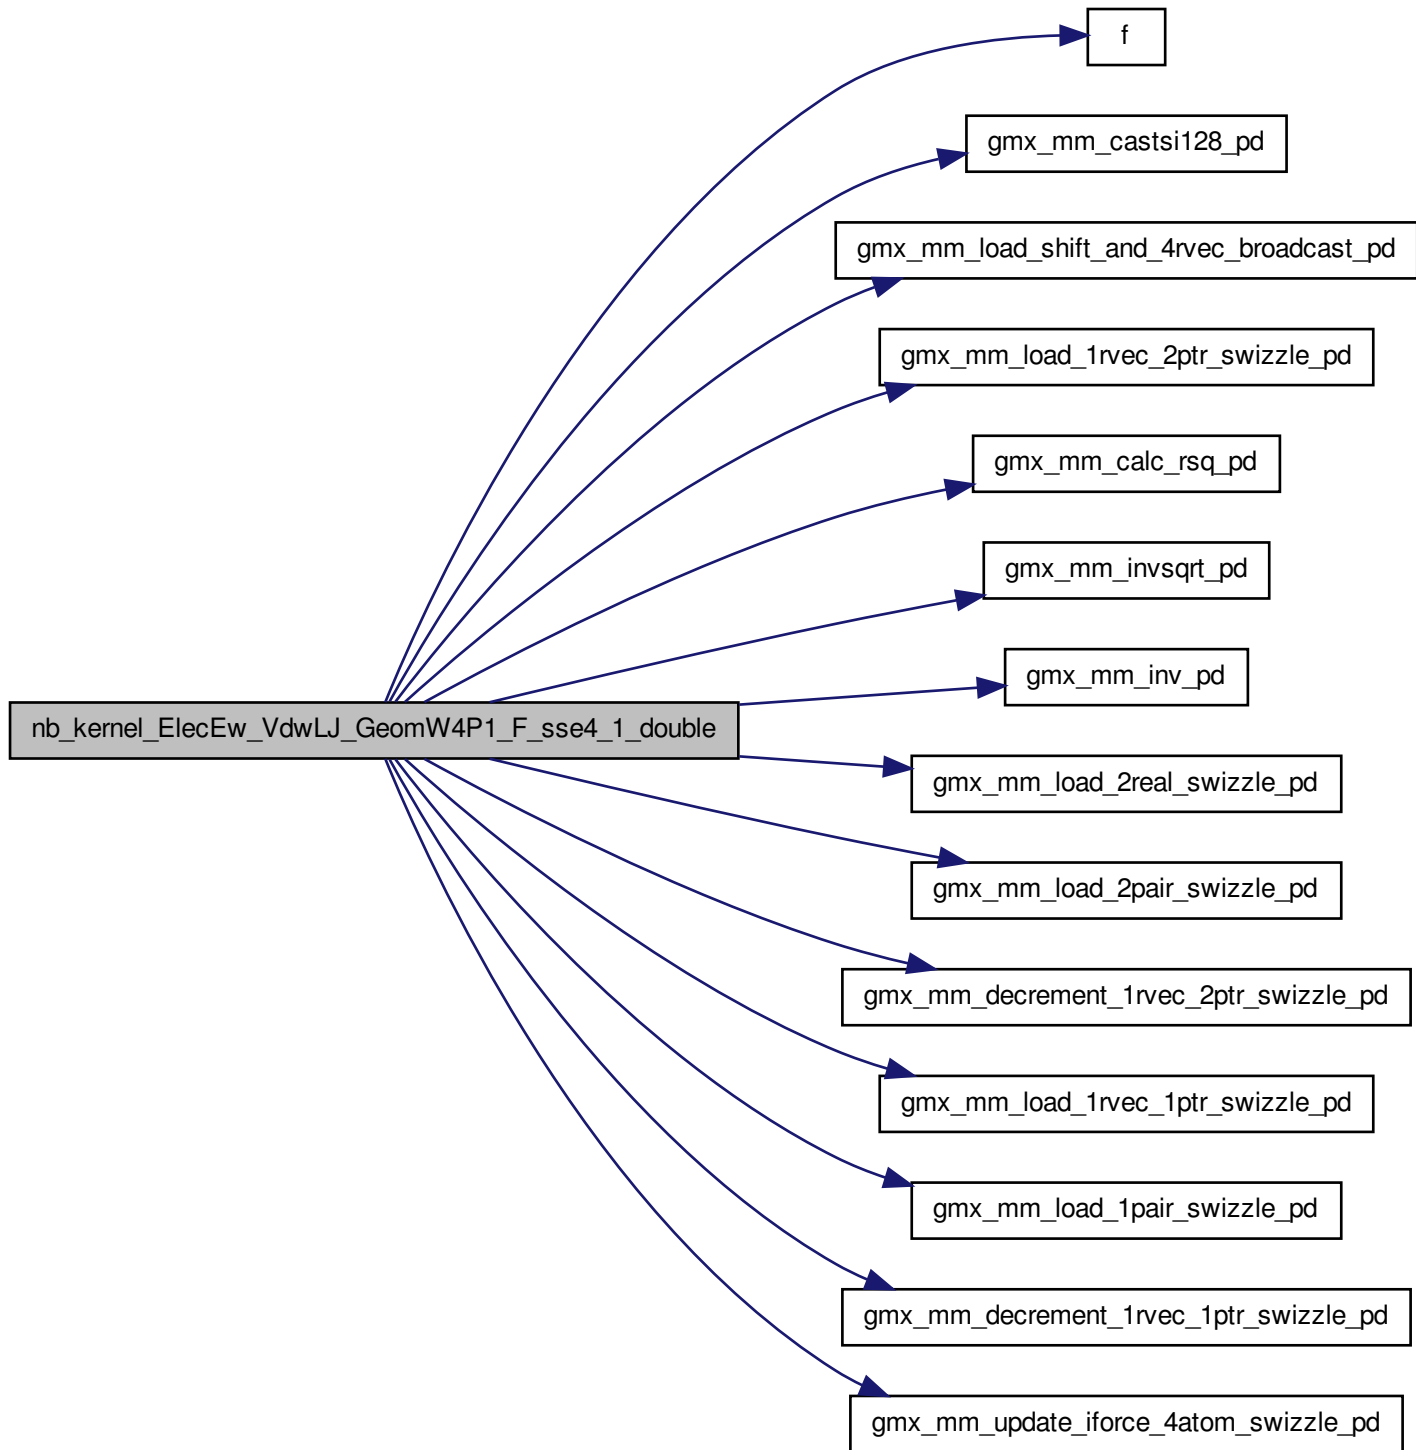 f
gmx_mm_castsi128_pd
gmx_mm_load_shift_and_4rvec_broadcast_pd
gmx_mm_load_1rvec_2ptr_swizzle_pd
gmx_mm_calc_rsq_pd
gmx_mm_invsqrt_pd
gmx_mm_inv_pd
nb_kernel_ElecEw_VdwLJ_GeomW4P1_F_sse4_1_double
gmx_mm_load_2real_swizzle_pd
gmx_mm_load_2pair_swizzle_pd
gmx_mm_decrement_1rvec_2ptr_swizzle_pd
gmx_mm_load_1rvec_1ptr_swizzle_pd
gmx_mm_load_1pair_swizzle_pd
gmx_mm_decrement_1rvec_1ptr_swizzle_pd
gmx_mm_update_iforce_4atom_swizzle_pd